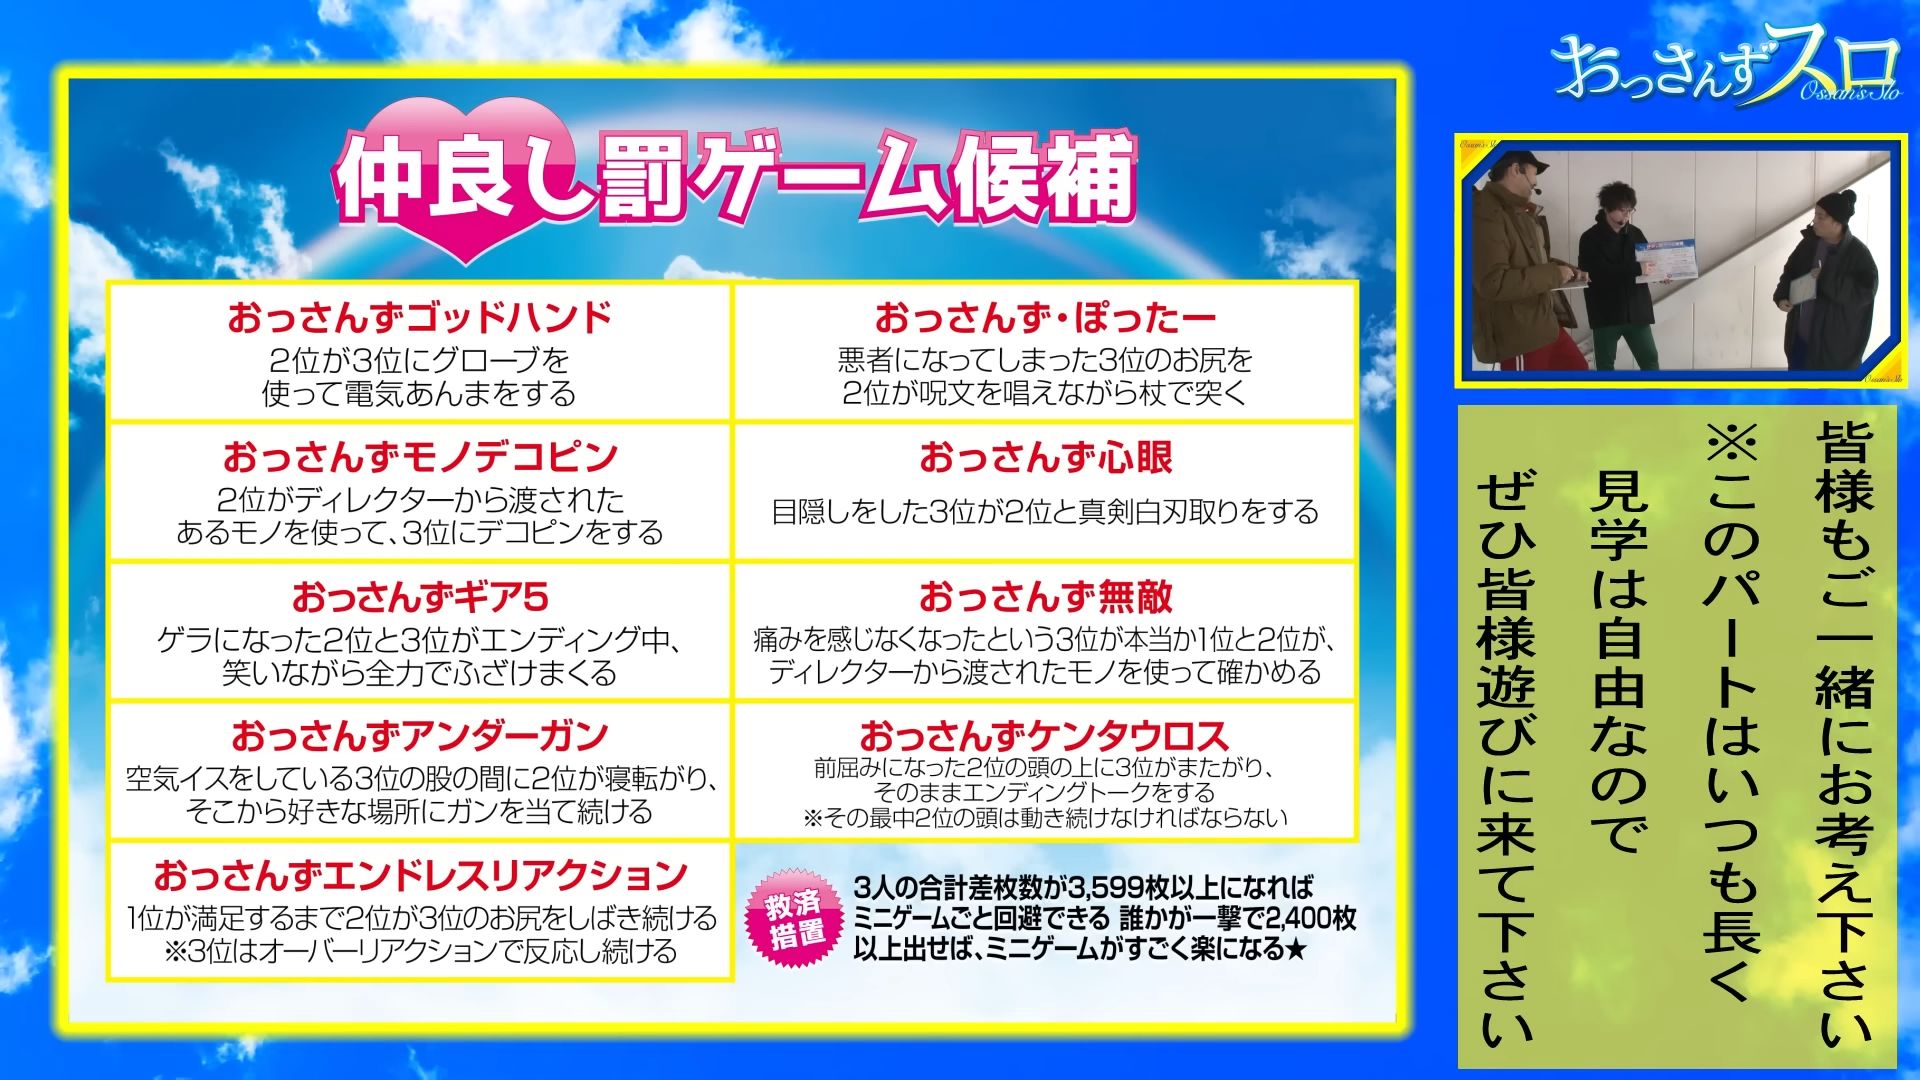 仲良し罰ゲーム候補
おっさんずゴッドハンド
2位が3位にグローブを
使って電気あんまをする
おっさんず・ぽったー
悪者になってしまった3位のお尻を
2位が呪文を唱えながら杖で突く
おっさんずモノデコピン
2位がディレクターから渡された
あるモノを使って、3位にデコピンをする
おっさんず心眼
目隠しをした3位が2位と真剣白刃取りをする
おっさんずギア5
ゲラになった2位と3位がエンディング中、
笑いながら全力でふざけまくる
おっさんず無敵
痛みを感じなくなったという3位が本当か1位と2位が、
ディレクターから渡されたモノを使って確かめる
おっさんずアンダーガン
空気イスをしている3位の股の間に2位が寝転がり、
そこから好きな場所にガンを当て続ける
おっさんずケンタウロス
前屈みになった2位の頭の上に3位がまたがり、
そのままエンディングトークをする
※その最中2位の頭は動き続けなければならない
おっさんずエンドレスリアクション
1位が満足するまで2位が3位のお尻をしばき続ける
※3位はオーバーリアクションで反応し続ける
救済
措置
3人の合計差枚数が3,599枚以上になれば
ミニゲームごと回避できる 誰かが一撃で2,400枚
以上出せば、ミニゲームがすごく楽になる★
おっさんずスロ
Ossan's Slo
皆様もご一緒にお考え下さい
※このパートはいつも長く
見学は自由なので
ぜひ皆様遊びに来て下さい